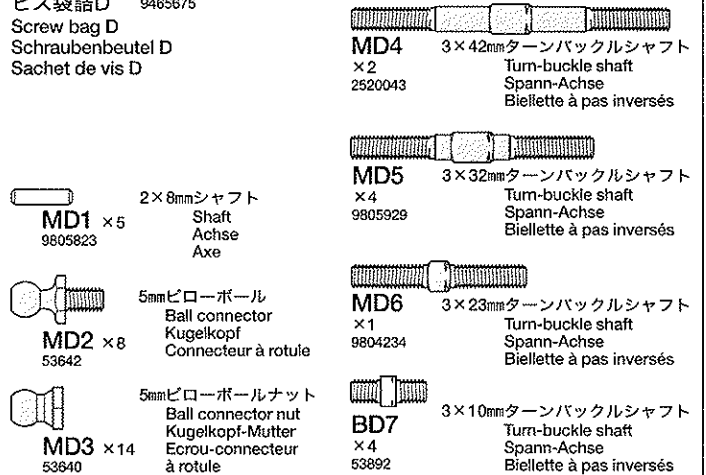 ビス袋詰D 9465675
Screw bag D
Schraubenbeutel D
Sachet de vis D
MD1 ×5
9805823
2×8mmシャフト
Shaft
Achse
Axe
MD2 ×8
53642
5mmピローボール
Ball connector
Kugelkopf
Connecteur à rotule
MD3 ×14
53640
5mmピローボールナット
Ball connector nut
Kugelkopf-Mutter
Ecrou-connecteur
à rotule
MD4
×2
2520043
3×42mmターンバックルシャフト
Turn-buckle shaft
Spann-Achse
Biellette à pas inversés
MD5
×4
9805929
3×32mmターンバックルシャフト
Turn-buckle shaft
Spann-Achse
Biellette à pas inversés
MD6
×1
9804234
3×23mmターンバックルシャフト
Turn-buckle shaft
Spann-Achse
Biellette à pas inversés
BD7
×4
53892
3×10mmターンバックルシャフト
Turn-buckle shaft
Spann-Achse
Biellette à pas inversés